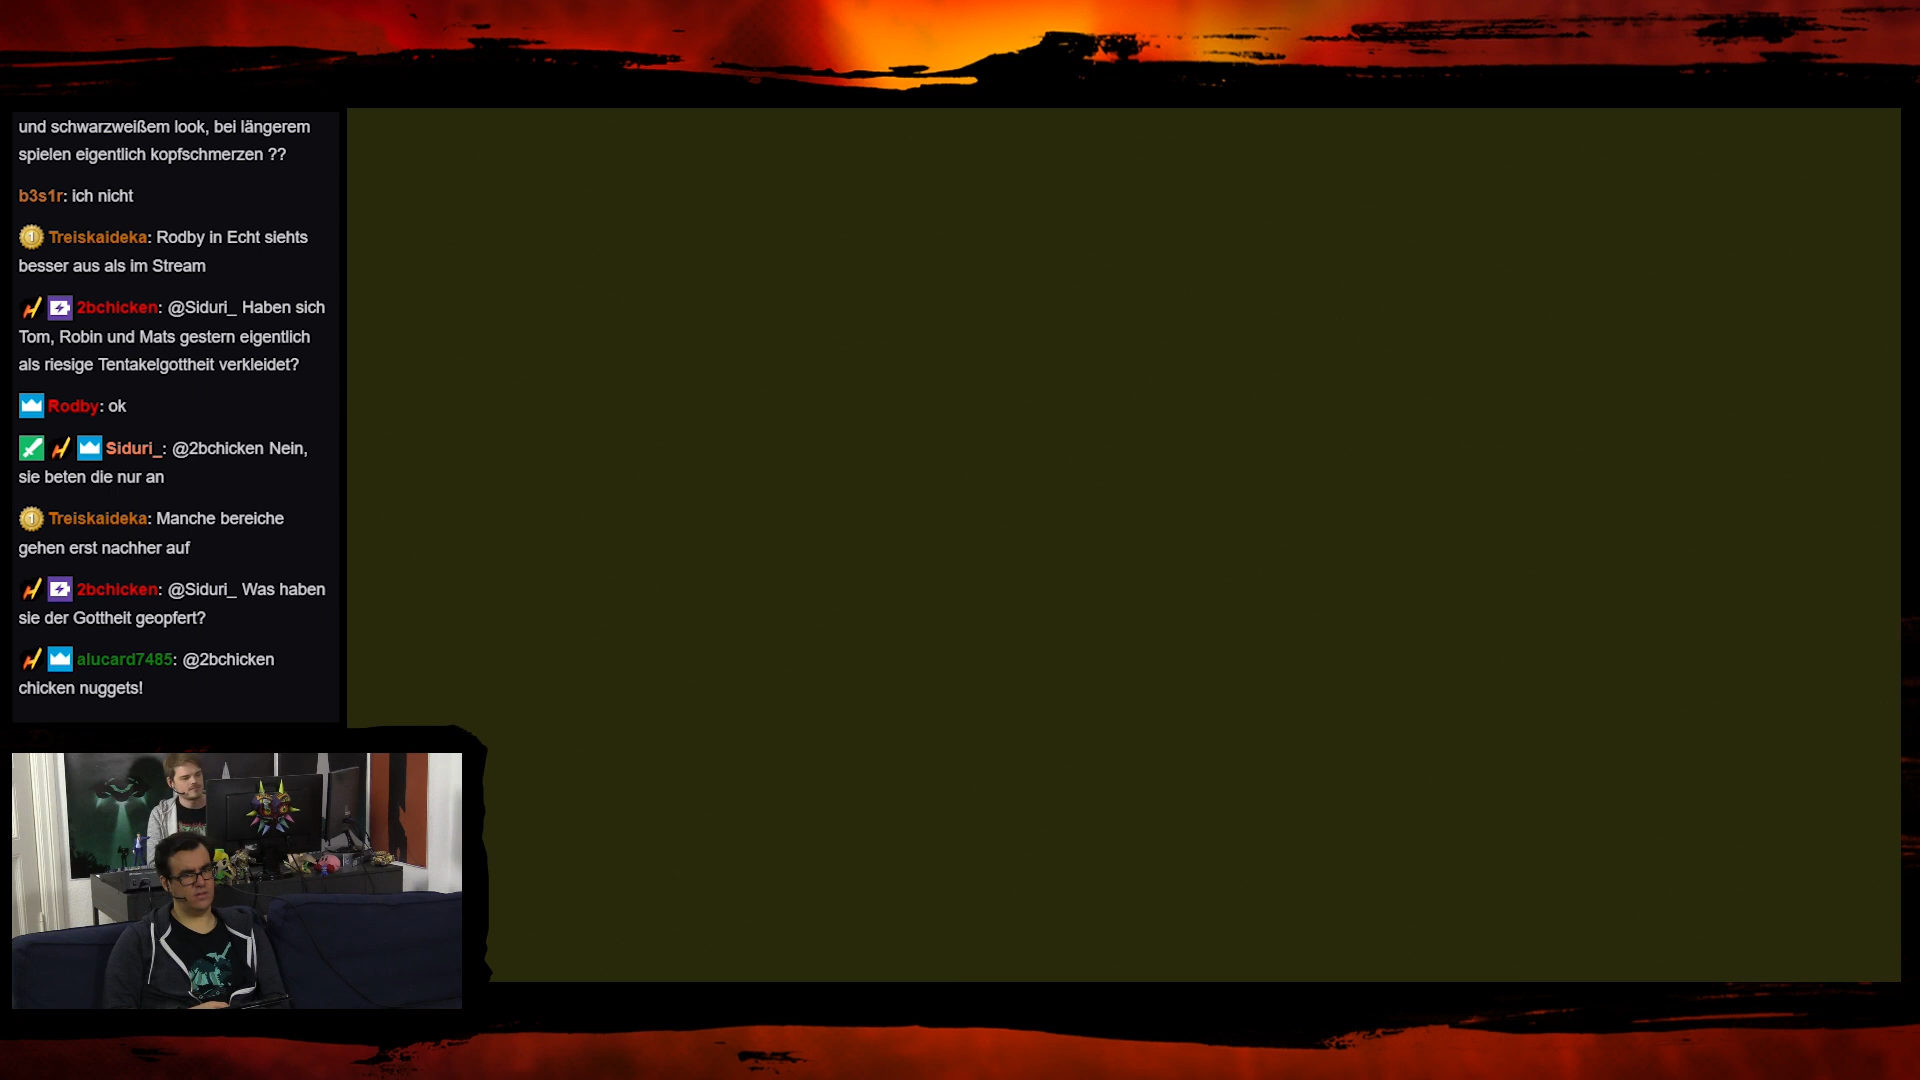 und schwarzweißem look, bei längerem
spielen eigentlich kopfschmerzen ??
b3s1r: ich nicht
Treiskaideka: Rodby in Echt siehts
besser aus als im Stream
2bchicken: @Siduri_ Haben sich
Tom, Robin und Mats gestern eigentlich
als riesige Tentakelgottheit verkleidet?
Rodby: ok
Siduri_: @2bchicken Nein,
sie beten die nur an
Treiskaideka: Manche bereiche
gehen erst nachher auf
2bchicken: @Siduri_ Was haben
sie der Gottheit geopfert?
alucard7485: @2bchicken
chicken nuggets!